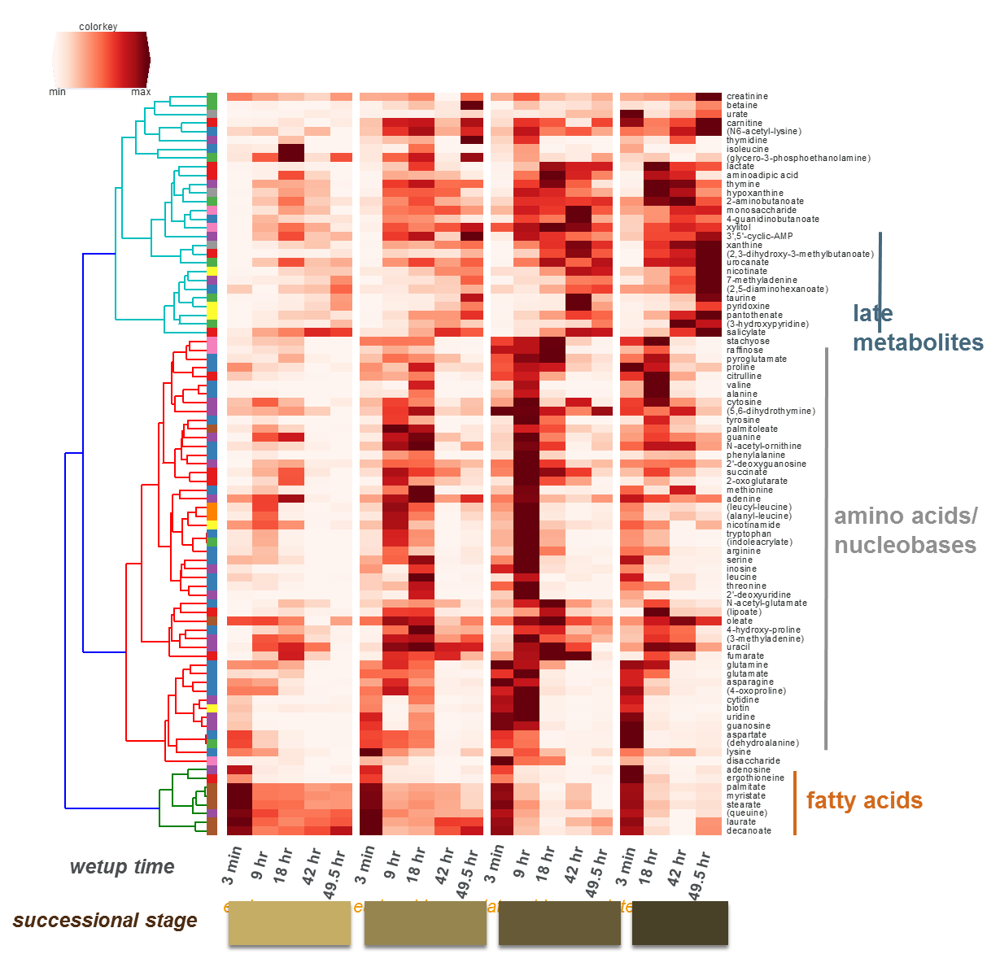 colorkey
min max
creatinine
betaine
urate
carnitine
(N6-acetyl-lysine)
thymidine
isoleucine
(glycero-3-phosphoethanolamine)
lactate
aminoadipic acid
thymine
hypoxanthine
2-aminobutanoate
monosaccharide
4-guanidinobutanoate
xylitol
3',5'-cyclic-AMP
xanthine
(2,3-dihydroxy-3-methylbutanoate)
urocanate
nicotinate
7-methyladenine
(2,5-diaminohexanoate)
taurine
pyridoxine
pantothenate
(3-hydroxypyridine)
salicylate
late
metabolites
stachyose
raffinose
pyroglutamate
proline
citrulline
valine
alanine
cytosine
(5,6-dihydrothymine)
tyrosine
palmitoleate
guanine
N-acetyl-ornithine
phenylalanine
2'-deoxyguanosine
succinate
2-oxoglutarate
methionine
adenine
(leucyl-leucine)
(alanyl-leucine)
nicotinamide
tryptophan
(indoleacrylate)
arginine
serine
inosine
leucine
threonine
2'-deoxyuridine
N-acetyl-glutamate
(lipoate)
oleate
4-hydroxy-proline
(3-methyladenine)
uracil
fumarate
glutamine
glutamate
asparagine
(4-oxoproline)
cytidine
biotin
uridine
guanosine
aspartate
(dehydroalanine)
lysine
disaccharide
amino acids/
nucleobases
adenosine
ergothioneine
palmitate
myristate
stearate
(queuine)
laurate
decanoate
fatty acids
wetup time
3 min 9 hr 18 hr 42 hr 49.5 hr 3 min 9 hr 18 hr 42 hr 49.5 hr 3 min 9 hr 18 hr 42 hr 49.5 hr 3 min 18 hr 42 hr 49.5 hr
successional stage